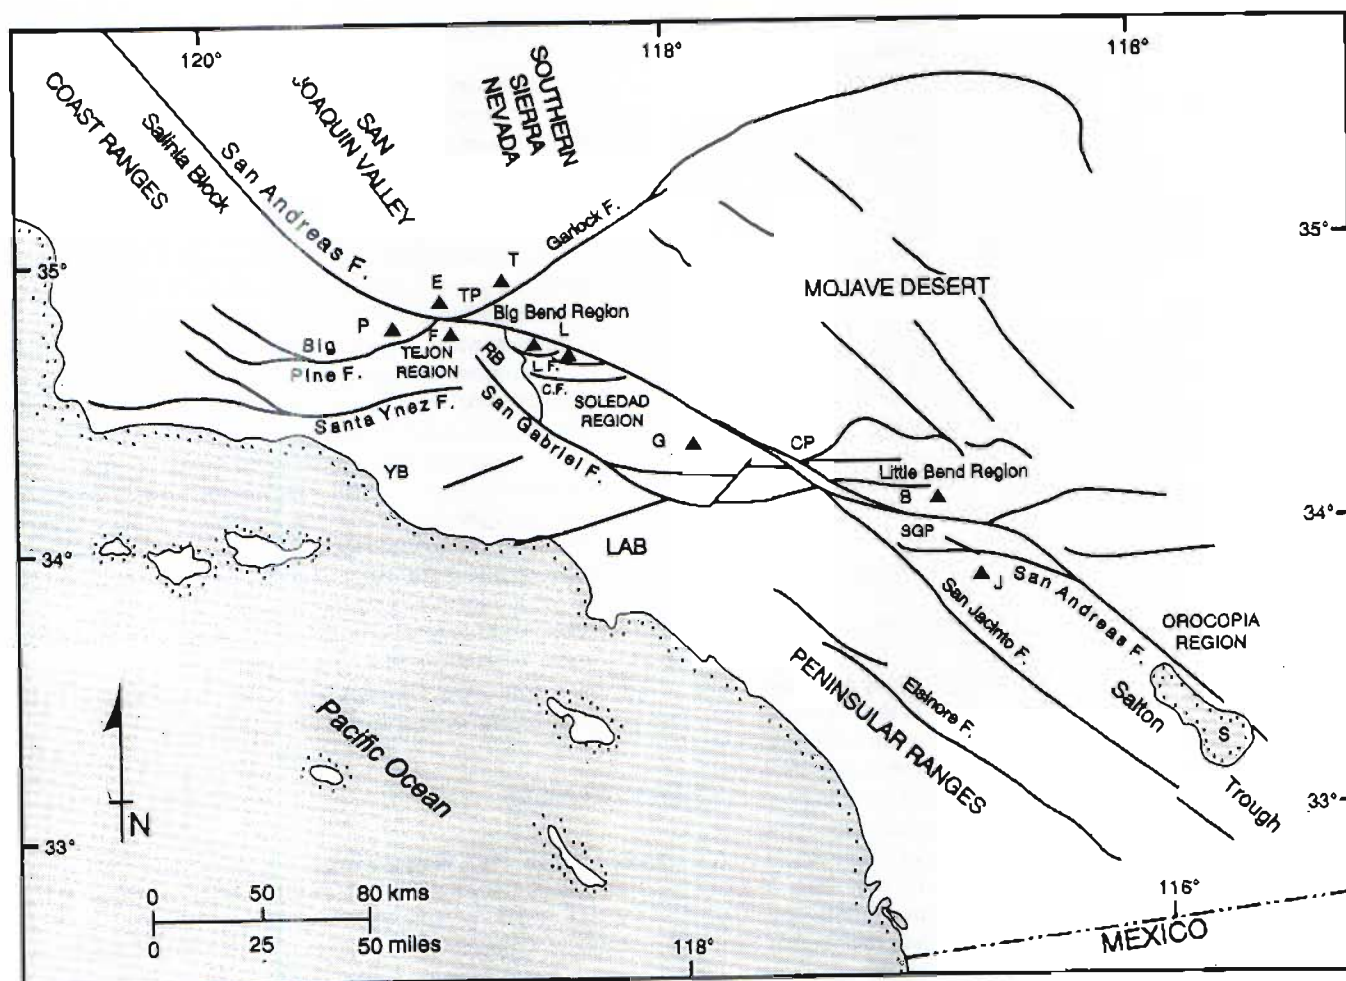 120°
118°
116°
COAST RANGES
Salinia Block
San Andreas F.
SAN
JOAQUIN VALLEY
SOUTHERN
SIERRA
NEVADA
35°
35°
Garlock F.
MOJAVE DESERT
E
T
TP
P
F
Big Bend Region
L
Big
Pine F.
TEJON
REGION
RB
L.F.
C.F.
SOLEDAD
REGION
Santa Ynez F.
San Gabriel F.
G
CP
YB
Little Bend Region
B
SGP
34°
34°
LAB
J
San Andreas F.
San Jacinto F.
OROCOPIA
REGION
PENINSULAR RANGES
Elsinore F.
Salton
Trough
S
Pacific Ocean
N
33°
33°
0 50 80 kms
0 25 50 miles
118°
116°
MEXICO